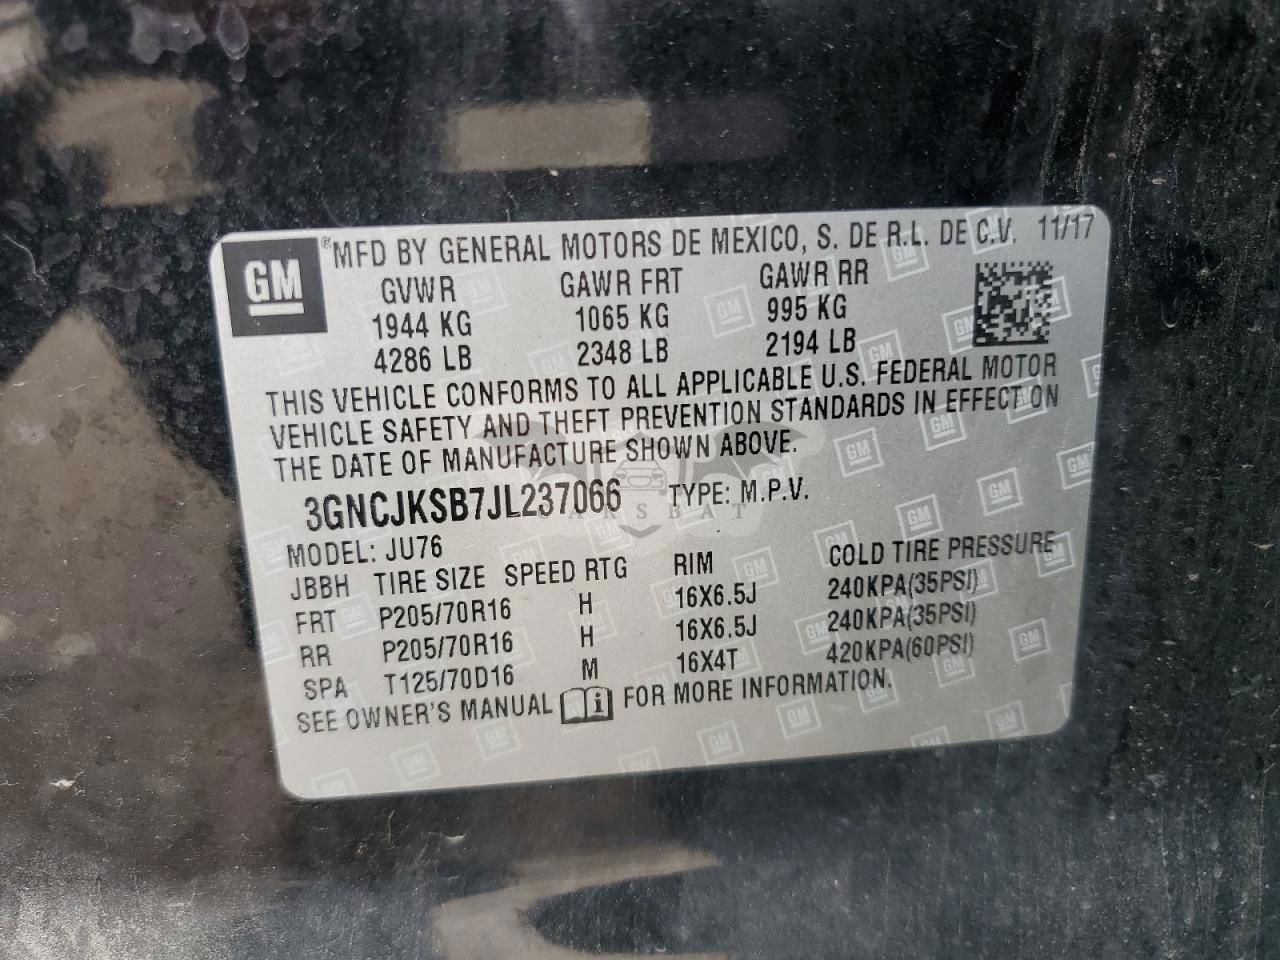 GM ®MFD BY GENERAL MOTORS DE MEXICO, S. DE R.L. DE C.V. 11/17
GVWR GAWR FRT GAWR RR
1944 KG 1065 KG 995 KG
4286 LB 2348 LB 2194 LB
THIS VEHICLE CONFORMS TO ALL APPLICABLE U.S. FEDERAL MOTOR
VEHICLE SAFETY AND THEFT PREVENTION STANDARDS IN EFFECT ON
THE DATE OF MANUFACTURE SHOWN ABOVE.
3GNCJKSB7JL237066 TYPE: M.P.V.
CARSBAT
MODEL: JU76
JBBH TIRE SIZE SPEED RTG RIM COLD TIRE PRESSURE
FRT P205/70R16 H 16X6.5J 240KPA(35PSI)
RR P205/70R16 H 16X6.5J 240KPA(35PSI)
SPA T125/70D16 M 16X4T 420KPA(60PSI)
SEE OWNER'S MANUAL i FOR MORE INFORMATION.